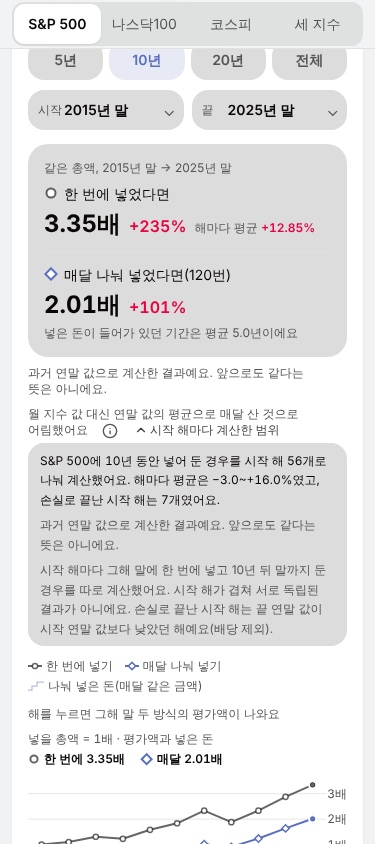 S&P 500 나스닥100 코스피 세 지수
5년 10년 20년 전체
시작 2015년 말 끝 2025년 말
같은 총액, 2015년 말 → 2025년 말
한 번에 넣었다면
3.35배 +235% 해마다 평균 +12.85%
매달 나눠 넣었다면(120번)
2.01배 +101%
넣은 돈이 들어가 있던 기간은 평균 5.0년이에요
과거 연말 값으로 계산한 결과예요. 앞으로도 같다는
뜻은 아니에요.
월 지수 값 대신 연말 값의 평균으로 매달 산 것으로
어림했어요 시작 해마다 계산한 범위
S&P 500에 10년 동안 넣어 둔 경우를 시작 해 56개로
나눠 계산했어요. 해마다 평균은 −3.0~+16.0%였고,
손실로 끝난 시작 해는 7개였어요.
과거 연말 값으로 계산한 결과예요. 앞으로도 같다는
뜻은 아니에요.
시작 해마다 그해 말에 한 번에 넣고 10년 뒤 말까지 둔
경우를 따로 계산했어요. 시작 해가 겹쳐 서로 독립된
결과가 아니에요. 손실로 끝난 시작 해는 끝 연말 값이
시작 연말 값보다 낮았던 해예요(배당 제외).
한 번에 넣기 매달 나눠 넣기
나눠 넣은 돈(매달 같은 금액)
해를 누르면 그해 말 두 방식의 평가액이 나와요
넣을 총액 = 1배 · 평가액과 넣은 돈
한 번에 3.35배 매달 2.01배
3배
2배
1배